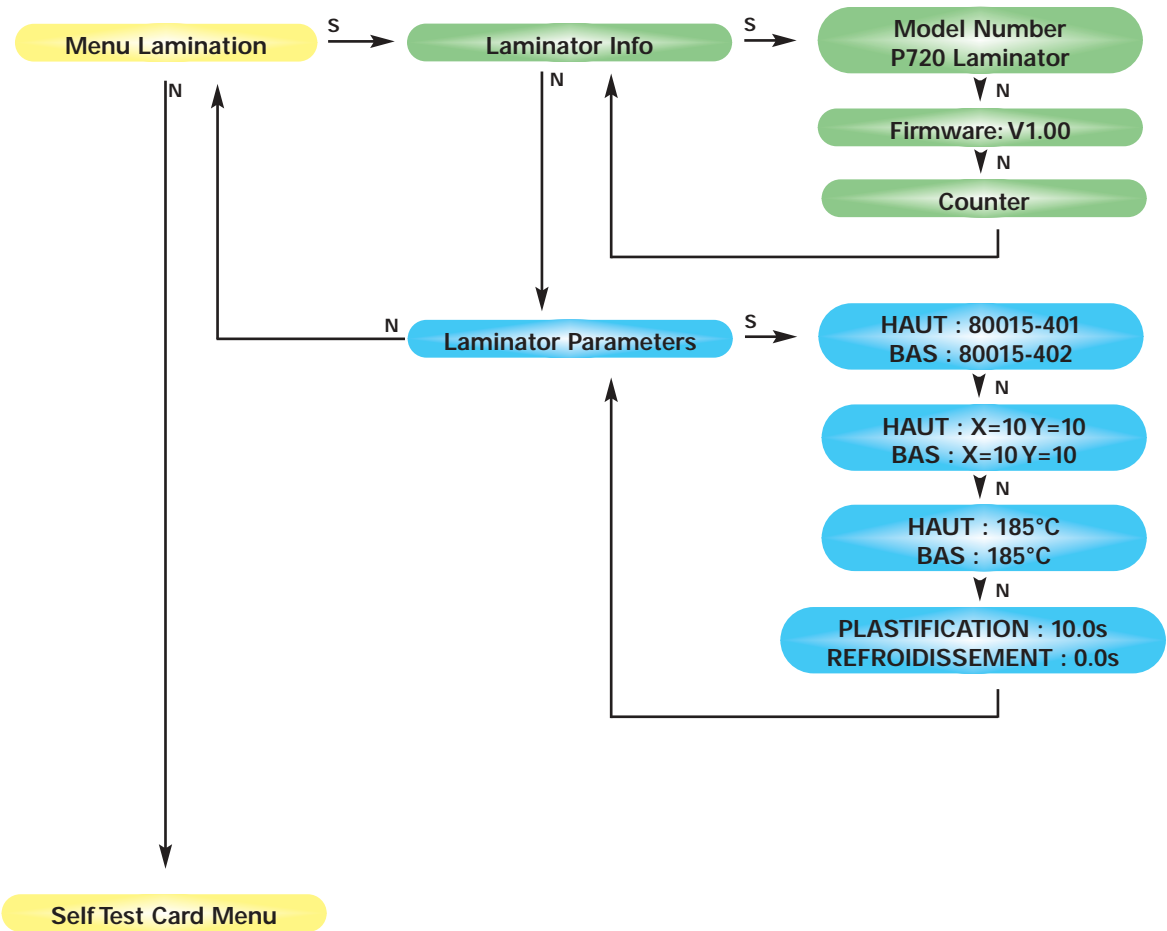 Menu Lamination
S
Laminator Info
S
Model Number
P720 Laminator
N
N
N
Firmware: V1.00
N
Counter
N
Laminator Parameters
S
HAUT : 80015-401
BAS : 80015-402
N
HAUT : X=10 Y=10
BAS : X=10 Y=10
N
HAUT : 185°C
BAS : 185°C
N
PLASTIFICATION : 10.0s
REFROIDISSEMENT : 0.0s
Self Test Card Menu